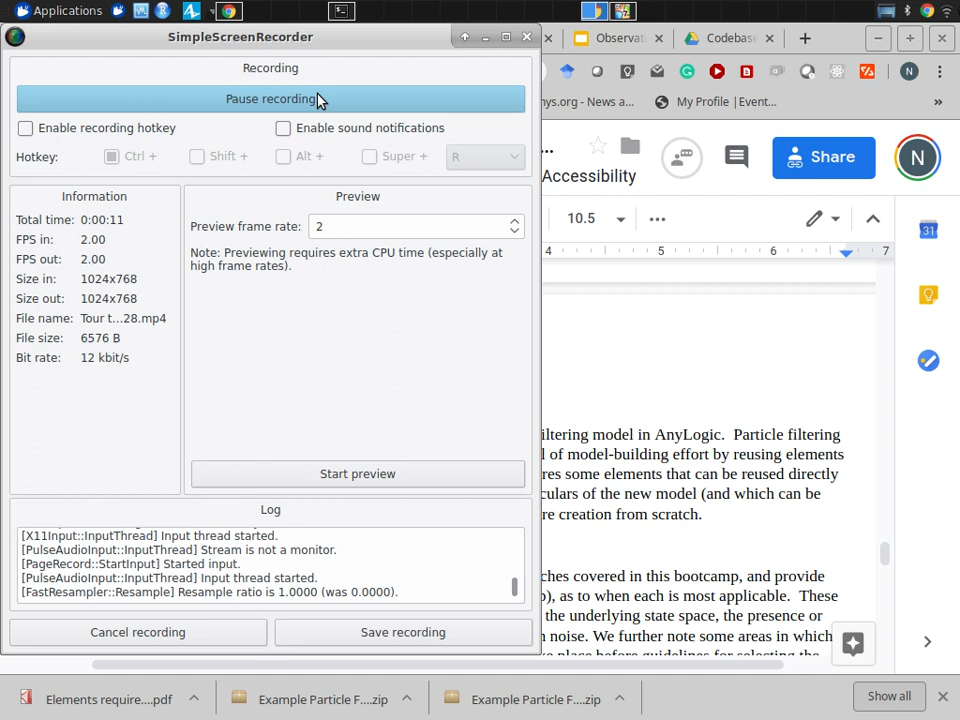 Applications
SimpleScreenRecorder
Recording
Pause recording
Enable recording hotkey
Enable sound notifications
Hotkey:
Ctrl +
Shift +
Alt +
Super +
R
Information
Total time: 0:00:11
FPS in: 2.00
FPS out: 2.00
Size in: 1024x768
Size out: 1024x768
File name: Tour t...28.mp4
File size: 6576 B
Bit rate: 12 kbit/s
Preview
Preview frame rate: 2
Note: Previewing requires extra CPU time (especially at
high frame rates).
Start preview
Log
[X11Input::InputThread] Input thread started.
[PulseAudioInput::InputThread] Stream is not a monitor.
[PageRecord::StartInput] Started input.
[PulseAudioInput::InputThread] Input thread started.
[FastResampler::Resample] Resample ratio is 1.0000 (was 0.0000).
Cancel recording
Save recording
Observat
Codebase
N
nys.org - News a...
My Profile |Event...
»
...
Accessibility
Share
N
10.5
31
4 5 6 7
iltering model in AnyLogic. Particle filtering
l of model-building effort by reusing elements
res some elements that can be reused directly
culars of the new model (and which can be
re creation from scratch.
ches covered in this bootcamp, and provide
p), as to when each is most applicable. These
the underlying state space, the presence or
n noise. We further note some areas in which
Elements require....pdf
Example Particle F....zip
Example Particle F....zip
Show all